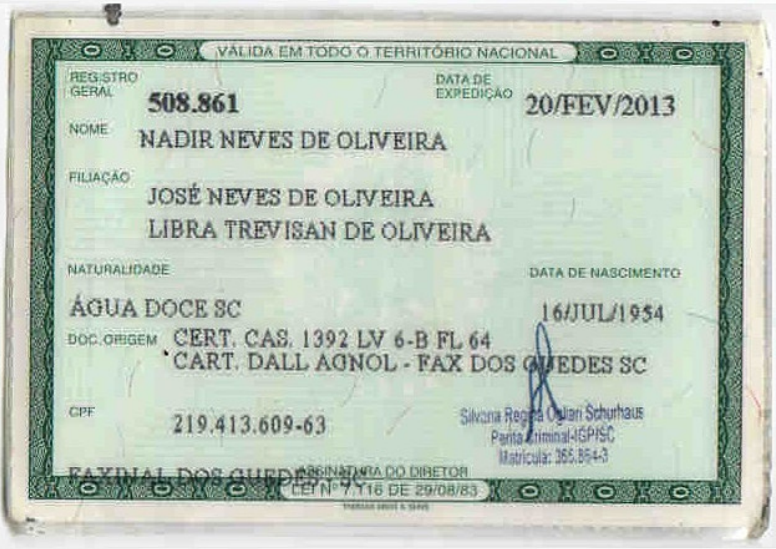 VÁLIDA EM TODO O TERRITÓRIO NACIONAL
REGISTRO GERAL 508.861 DATA DE EXPEDIÇÃO 20/FEV/2013
NOME NADIR NEVES DE OLIVEIRA
FILIAÇÃO
JOSÉ NEVES DE OLIVEIRA
LIBRA TREVISAN DE OLIVEIRA
NATURALIDADE DATA DE NASCIMENTO
ÁGUA DOCE SC 16/JUL/1954
DOC.ORIGEM CERT. CAS. 1392 LV 6-B FL 64
CART. DALL AGNOL - FAX DOS GUEDES SC
CPF 219.413.609-63
Silvana Regina Ogliari Schurhaus
Perita Criminal-IGP/SC
Matrícula: 365.864-3
FAXINAL DOS GUEDES - SC
ASSINATURA DO DIRETOR
LEI Nº 7.116 DE 29/08/83